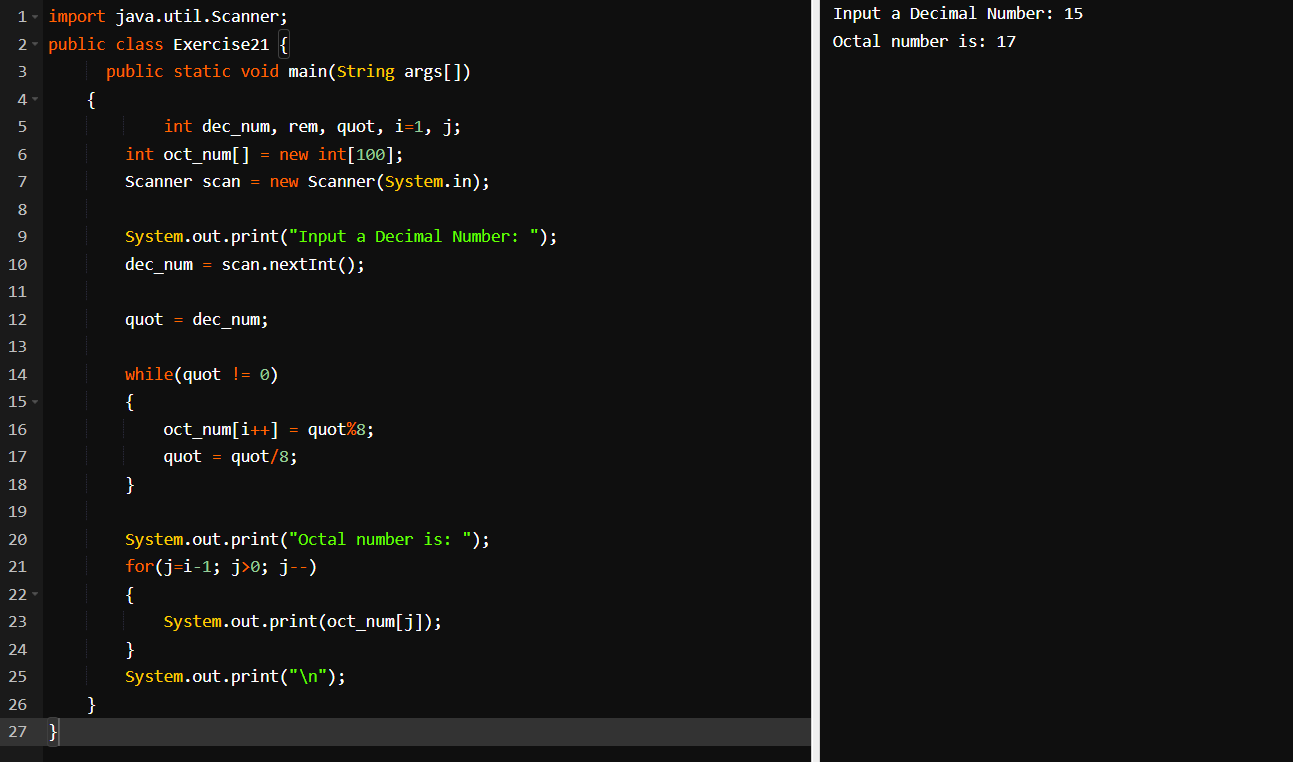 1 import java.util.Scanner;
2 public class Exercise21 {
3 public static void main(String args[])
4 {
5 int dec_num, rem, quot, i=1, j;
6 int oct_num[] = new int[100];
7 Scanner scan = new Scanner(System.in);
8
9 System.out.print("Input a Decimal Number: ");
10 dec_num = scan.nextInt();
11
12 quot = dec_num;
13
14 while(quot != 0)
15 {
16 oct_num[i++] = quot%8;
17 quot = quot/8;
18 }
19
20 System.out.print("Octal number is: ");
21 for(j=i-1; j>0; j--)
22 {
23 System.out.print(oct_num[j]);
24 }
25 System.out.print("\n");
26 }
27 }
Input a Decimal Number: 15
Octal number is: 17